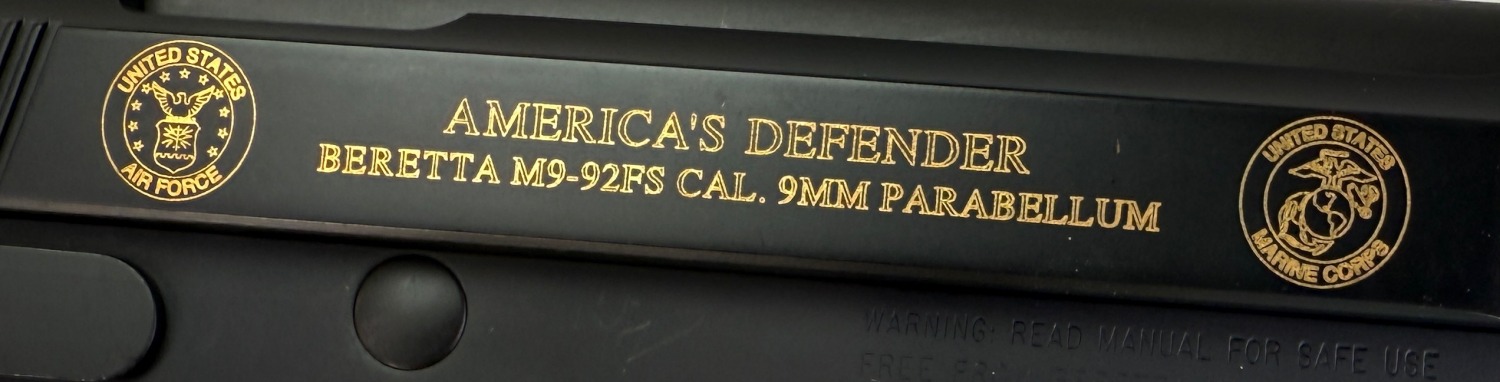 UNITED STATES
AIR FORCE
AMERICA'S DEFENDER
BERETTA M9-92FS CAL. 9MM PARABELLUM
UNITED STATES
MARINE CORPS
WARNING: READ MANUAL FOR SAFE USE
FREE